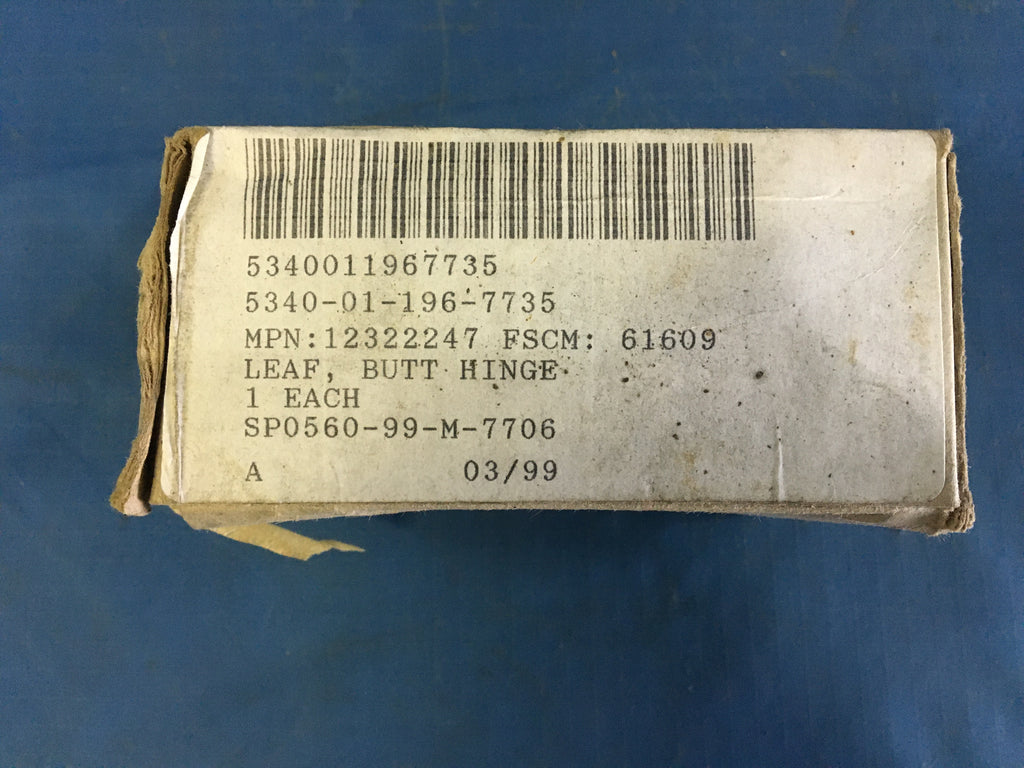 5340011967735
5340-01-196-7735
MPN:12322247 FSCM: 61609
LEAF, BUTT HINGE
1 EACH
SP0560-99-M-7706
A 03/99